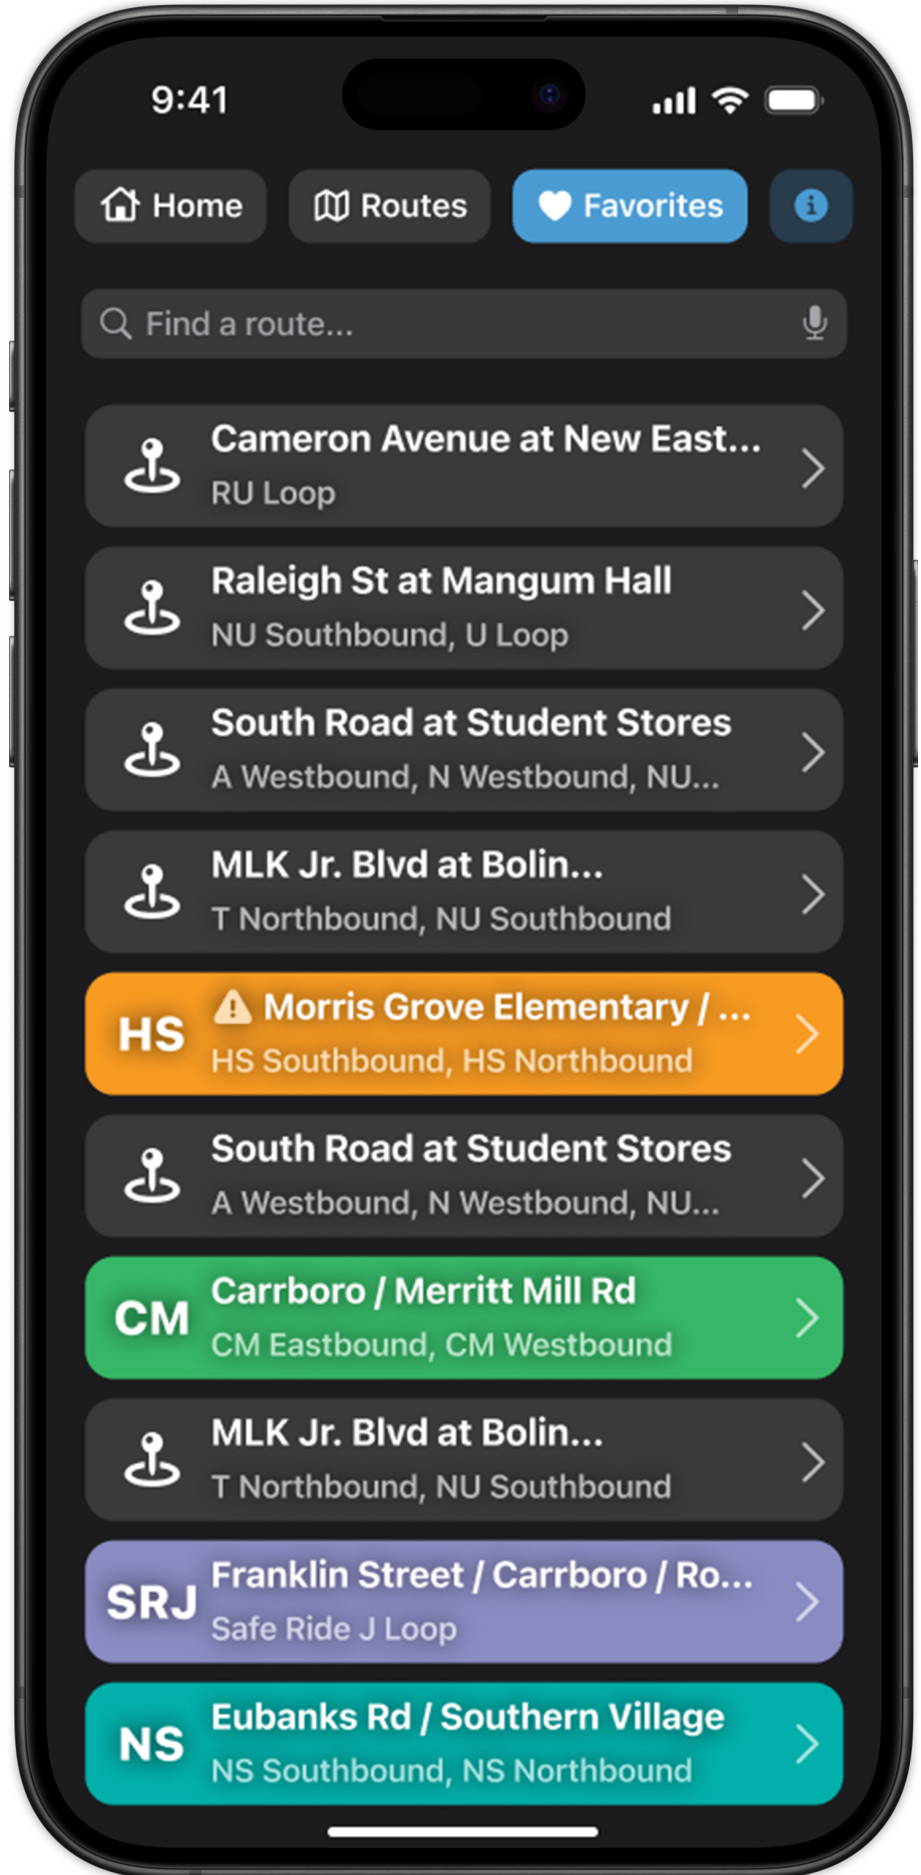 9:41
Home
Routes
Favorites
Find a route...
Cameron Avenue at New East...
RU Loop
Raleigh St at Mangum Hall
NU Southbound, U Loop
South Road at Student Stores
A Westbound, N Westbound, NU...
MLK Jr. Blvd at Bolin...
T Northbound, NU Southbound
HS
Morris Grove Elementary / ...
HS Southbound, HS Northbound
South Road at Student Stores
A Westbound, N Westbound, NU...
CM
Carrboro / Merritt Mill Rd
CM Eastbound, CM Westbound
MLK Jr. Blvd at Bolin...
T Northbound, NU Southbound
SRJ
Franklin Street / Carrboro / Ro...
Safe Ride J Loop
NS
Eubanks Rd / Southern Village
NS Southbound, NS Northbound